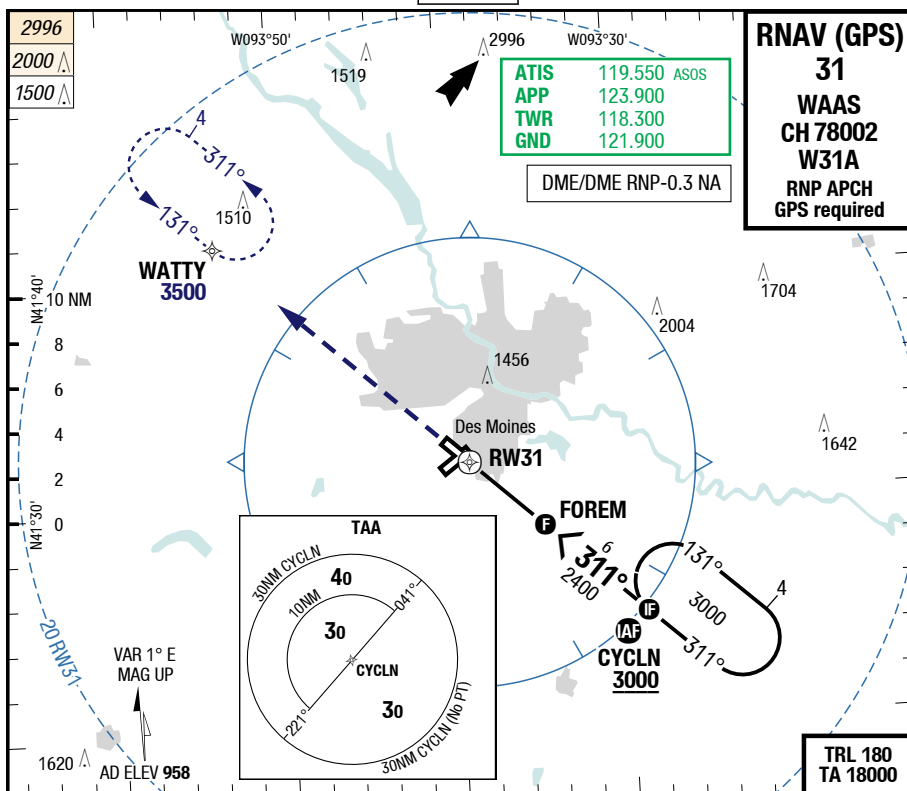 2996
2000
1500
W093°50'
W093°30'
2996
1519
ATIS 119.550 ASOS
APP 123.900
TWR 118.300
GND 121.900
DME/DME RNP-0.3 NA
RNAV (GPS)
31
WAAS
CH 78002
W31A
RNP APCH
GPS required
4
311°
131°
1510
WATTY
3500
N41°40'
10 NM
8
6
4
2
0
N41°30'
1704
2004
1456
1642
Des Moines
RW31
FOREM
F
6
311°
2400
131°
4
3000
311°
IF
IAF
CYCLN
3000
TAA
30NM CYCLN
40
10NM
041°
30
CYCLN
221°
30
30NM CYCLN (No PT)
20 RW31
VAR 1° E
MAG UP
1620
AD ELEV 958
TRL 180
TA 18000